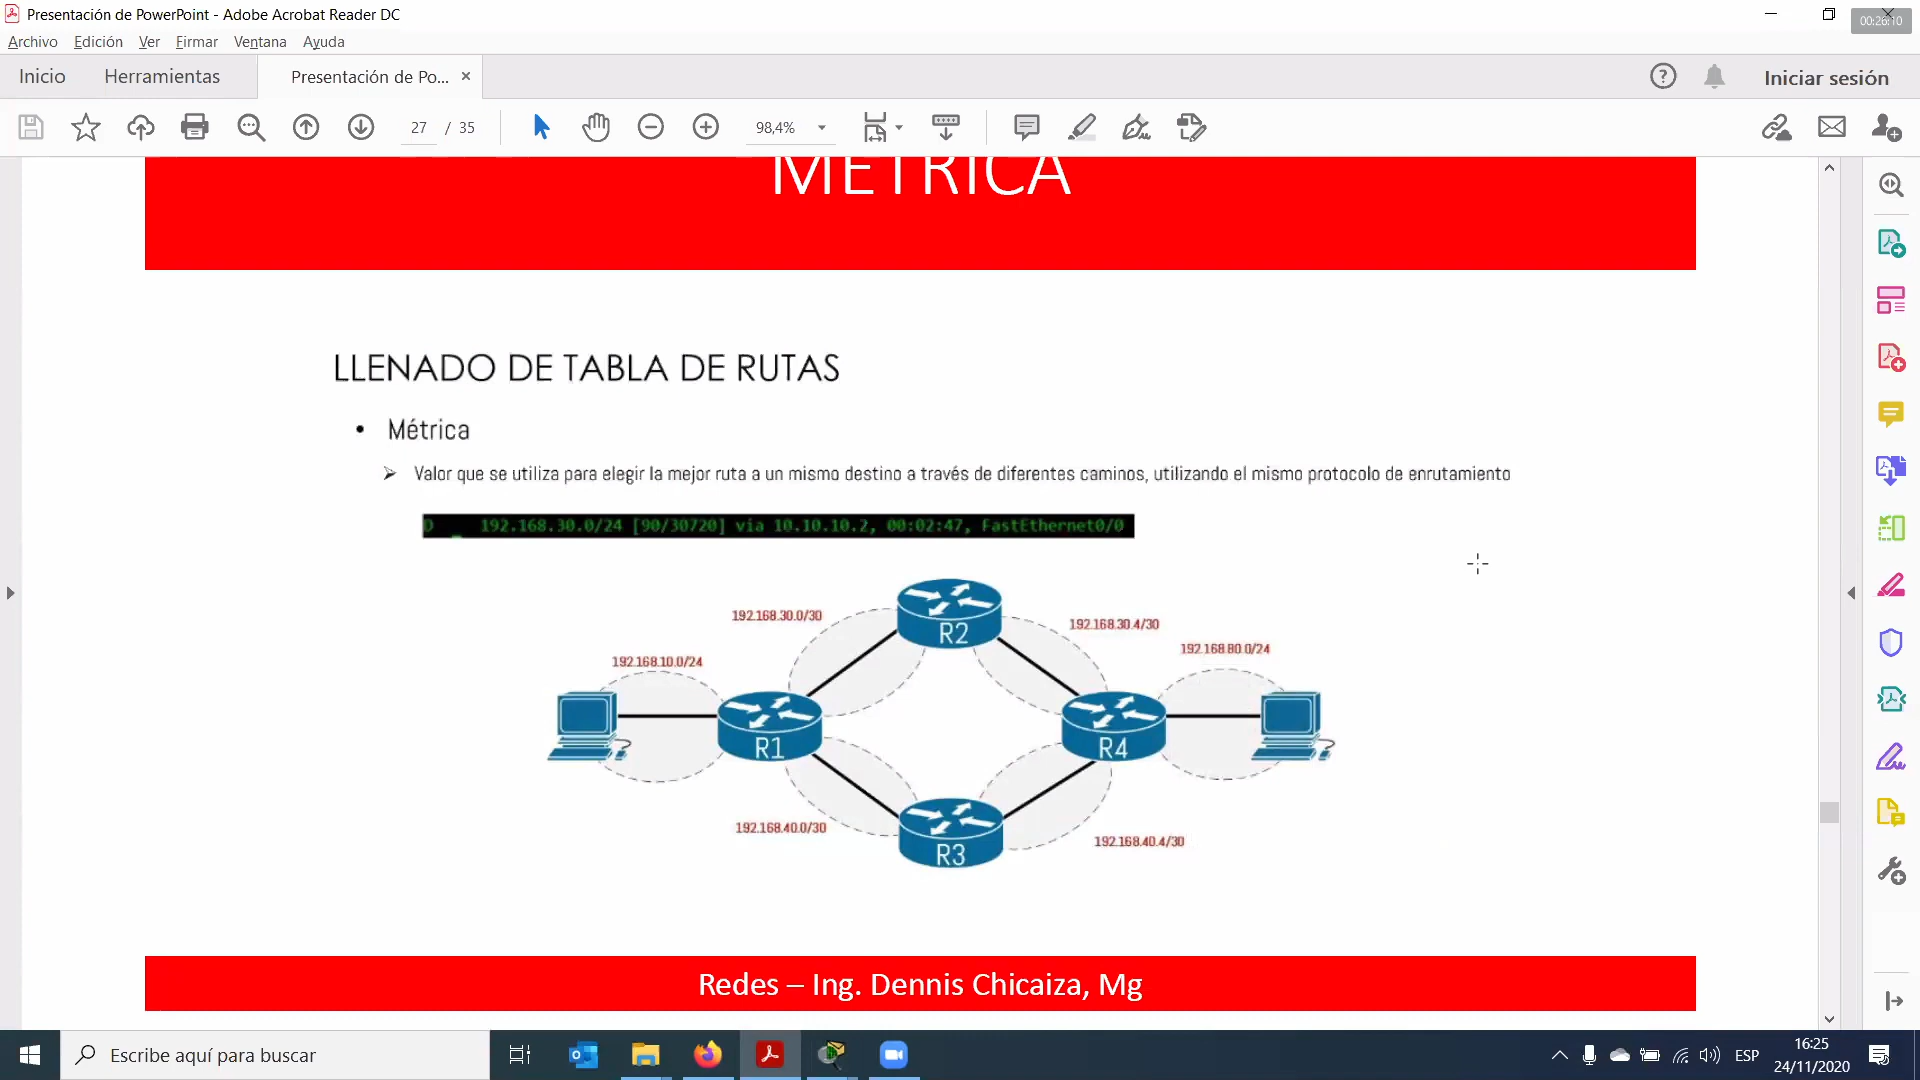 Presentación de PowerPoint - Adobe Acrobat Reader DC
00:26:10
Archivo Edición Ver Firmar Ventana Ayuda
Inicio Herramientas Presentación de Po... × Iniciar sesión
27 / 35 98,4%
MÉTRICA
LLENADO DE TABLA DE RUTAS
• Métrica
➢ Valor que se utiliza para elegir la mejor ruta a un mismo destino a través de diferentes caminos, utilizando el mismo protocolo de enrutamiento
D 192.168.30.0/24 [90/30720] via 10.10.10.2, 00:02:47, FastEthernet0/0
192.168.30.0/30
192.168.30.4/30
R2
192.168.10.0/24
192.168.80.0/24
R1
R4
192.168.40.0/30
192.168.40.4/30
R3
Redes – Ing. Dennis Chicaiza, Mg
Escribe aquí para buscar
ESP
16:25
24/11/2020